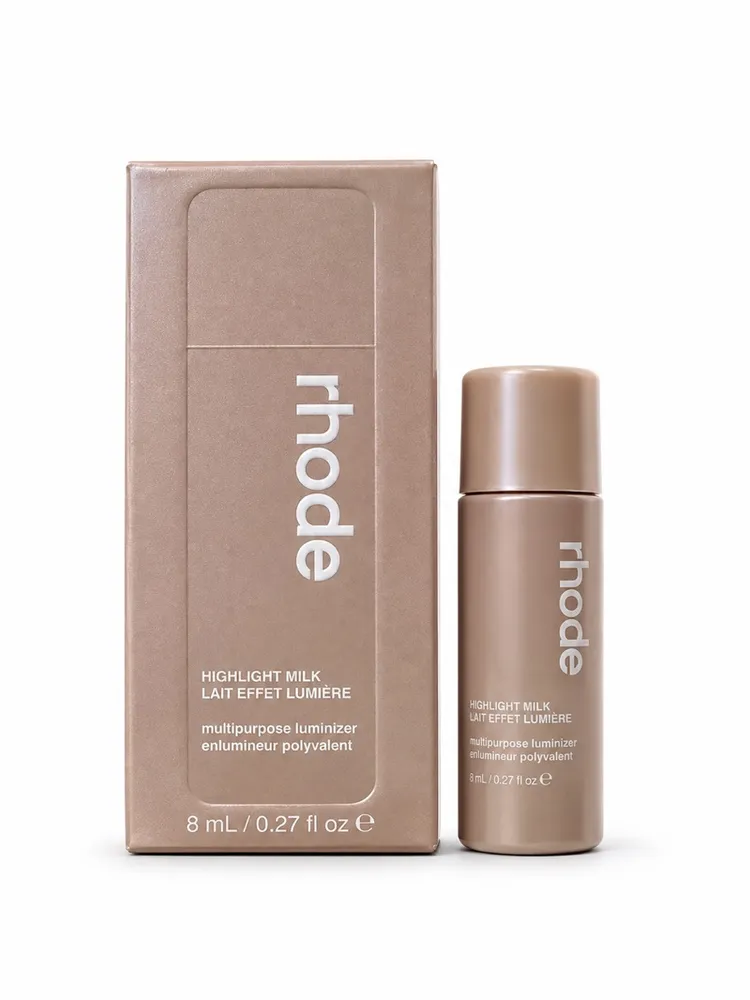 rhode
HIGHLIGHT MILK
LAIT EFFET LUMIÈRE
multipurpose luminizer
enlumineur polyvalent
8 mL / 0.27 fl oz ℮
rhode
HIGHLIGHT MILK
LAIT EFFET LUMIÈRE
multipurpose luminizer
enlumineur polyvalent
8 mL / 0.27 fl oz ℮